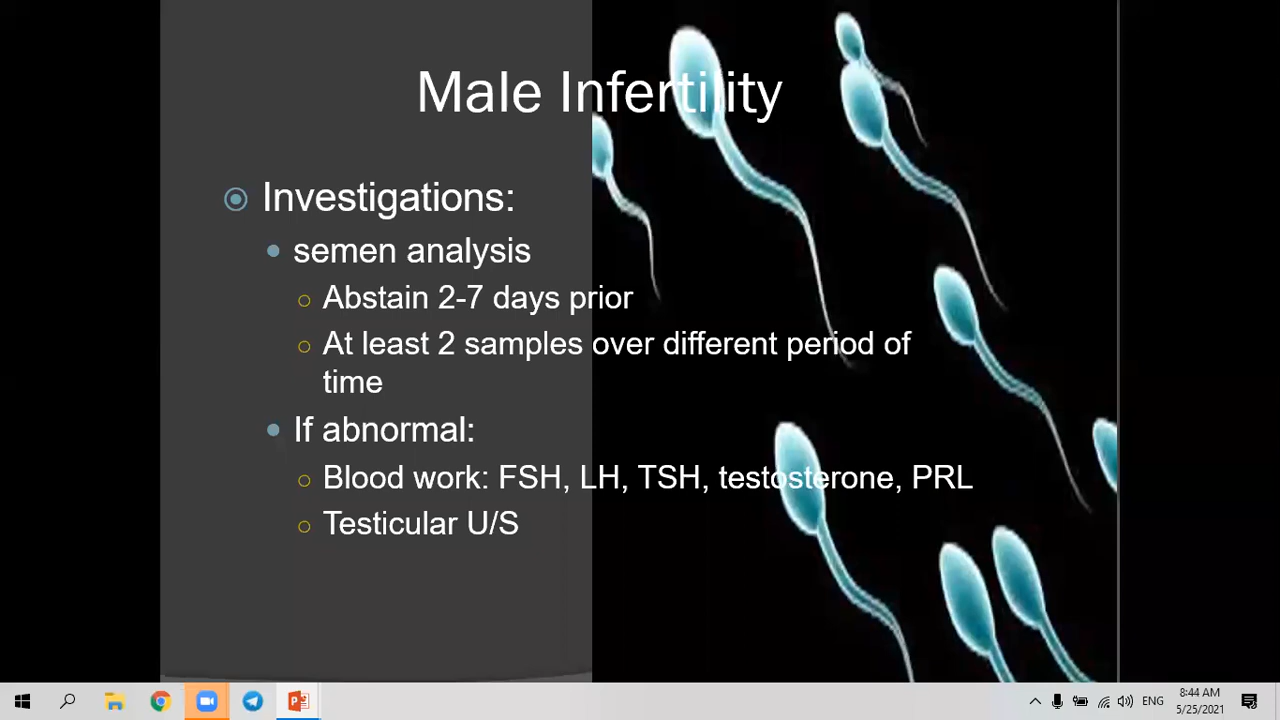 Male Infertility
Investigations:
semen analysis
Abstain 2-7 days prior
At least 2 samples over different period of
time
If abnormal:
Blood work: FSH, LH, TSH, testosterone, PRL
Testicular U/S
ENG
8:44 AM
5/25/2021